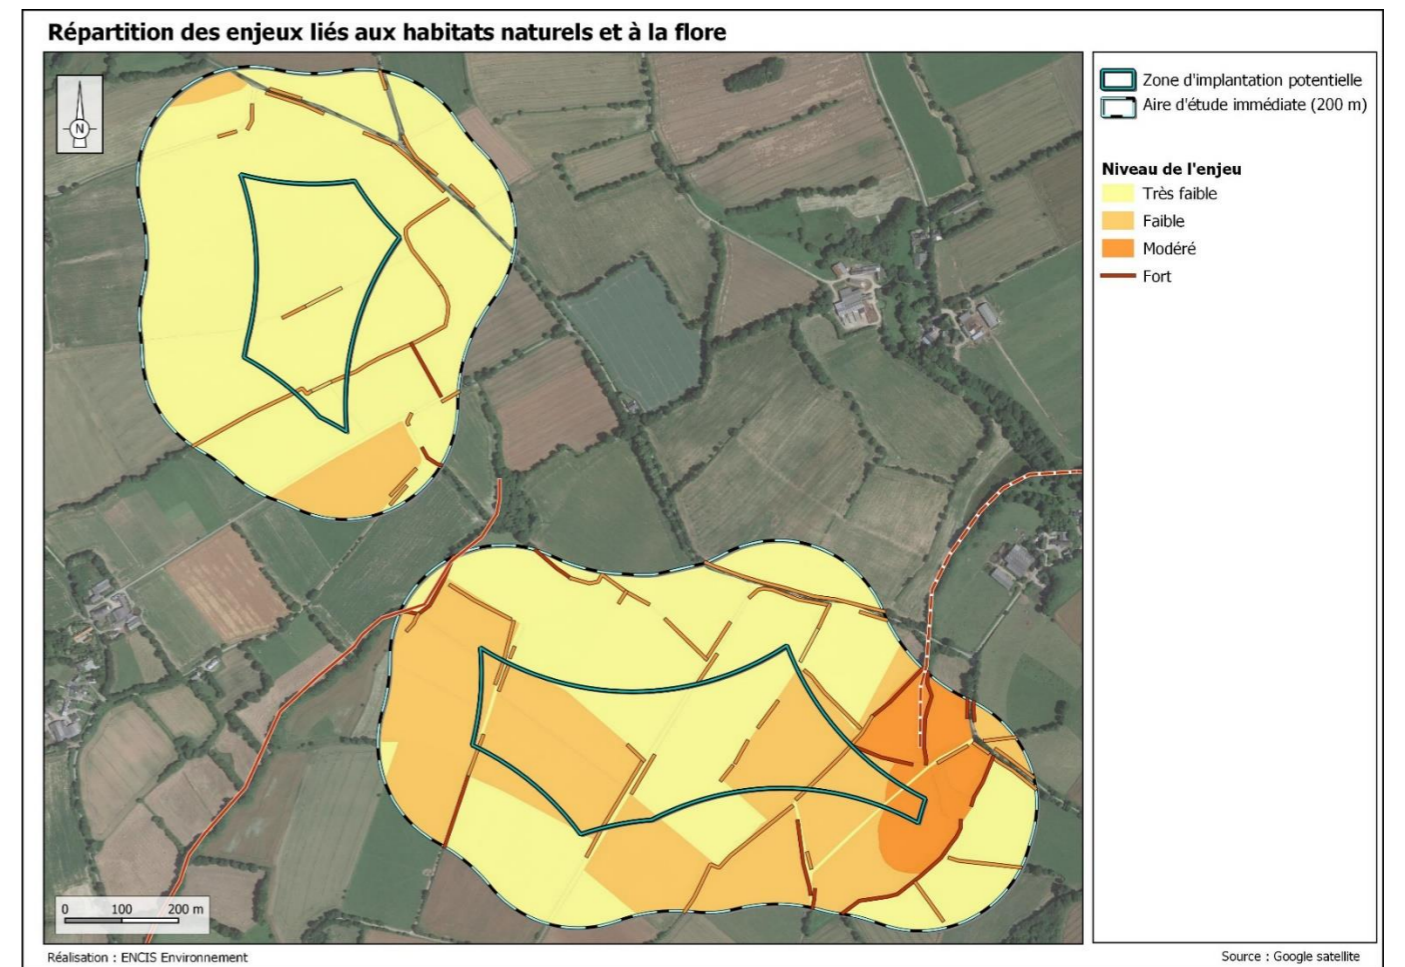 Répartition des enjeux liés aux habitats naturels et à la flore
N
Zone d'implantation potentielle
Aire d'étude immédiate (200 m)
Niveau de l'enjeu
Très faible
Faible
Modéré
Fort
0 100 200 m
Réalisation : ENCIS Environnement
Source : Google satellite